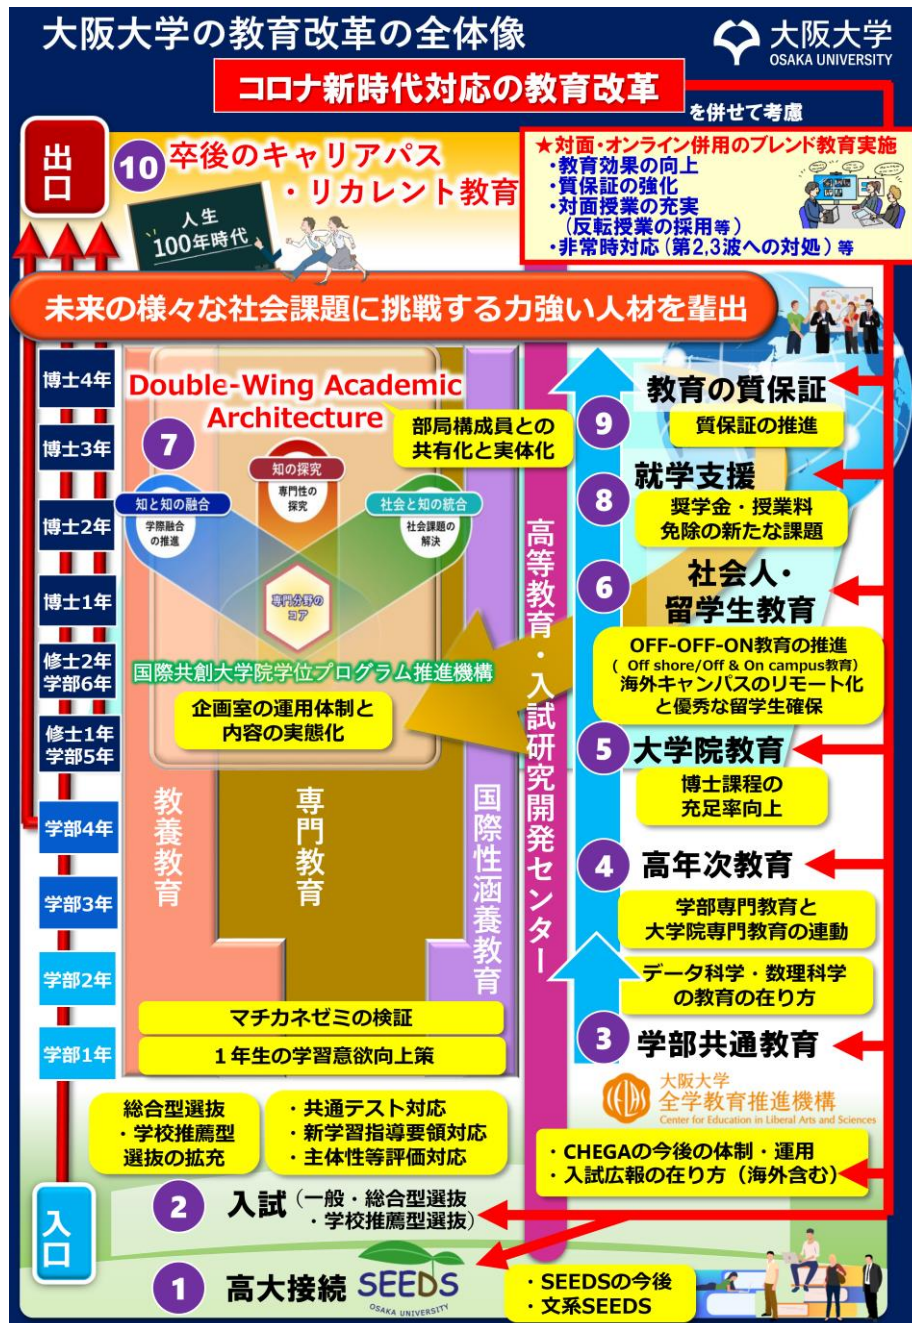 大阪大学の教育改革の全体像
大阪大学
OSAKA UNIVERSITY
コロナ新時代対応の教育改革
を併せて考慮
出口
10 卒後のキャリアパス
・リカレント教育
人生
100年時代
★対面・オンライン併用のブレンド教育実施
・教育効果の向上
・質保証の強化
・対面授業の充実
(反転授業の採用等)
・非常時対応(第2,3波への対処)等
未来の様々な社会課題に挑戦する力強い人材を輩出
博士4年
博士3年
博士2年
博士1年
修士2年
学部6年
修士1年
学部5年
学部4年
学部3年
学部2年
学部1年
Double-Wing Academic
Architecture
7
部局構成員との
共有化と実体化
知の探究
専門性の
探究
知と知の融合
学際融合
の推進
社会と知の統合
社会課題の
解決
専門分野の
コア
国際共創大学院学位プログラム推進機構
企画室の運用体制と
内容の実態化
教養教育
専門教育
国際性涵養教育
高等教育・入試研究開発センター
マチカネゼミの検証
１年生の学習意欲向上策
教育の質保証
9
質保証の推進
就学支援
8
奨学金・授業料
免除の新たな課題
6
社会人・
留学生教育
OFF-OFF-ON教育の推進
( Off shore/Off & On campus教育)
海外キャンパスのリモート化
と優秀な留学生確保
5 大学院教育
博士課程の
充足率向上
4 高年次教育
学部専門教育と
大学院専門教育の連動
データ科学・数理科学
の教育の在り方
3 学部共通教育
CELAS
大阪大学
全学教育推進機構
Center for Education in Liberal Arts and Sciences
総合型選抜
・学校推薦型
選抜の拡充
・共通テスト対応
・新学習指導要領対応
・主体性等評価対応
・CHEGAの今後の体制・運用
・入試広報の在り方（海外含む）
入口
2 入試（一般・総合型選抜
・学校推薦型選抜）
1 高大接続
SEEDS
OSAKA UNIVERSITY
・SEEDSの今後
・文系SEEDS